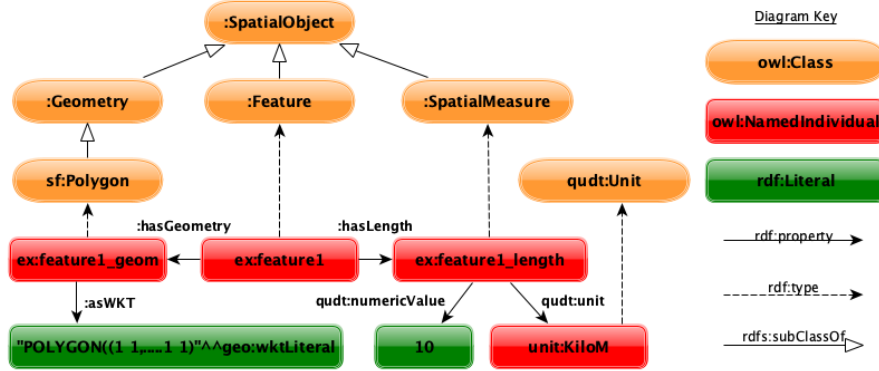 :SpatialObject
Diagram Key
owl:Class
:Geometry
:Feature
:SpatialMeasure
owl:NamedIndividual
sf:Polygon
qudt:Unit
rdf:Literal
:hasGeometry
:hasLength
rdf:property
ex:feature1_geom
ex:feature1
ex:feature1_length
:asWKT
qudt:numericValue
qudt:unit
rdf:type
"POLYGON((1 1,.....1 1)"^^geo:wktLiteral
10
unit:KiloM
rdfs:subClassOf